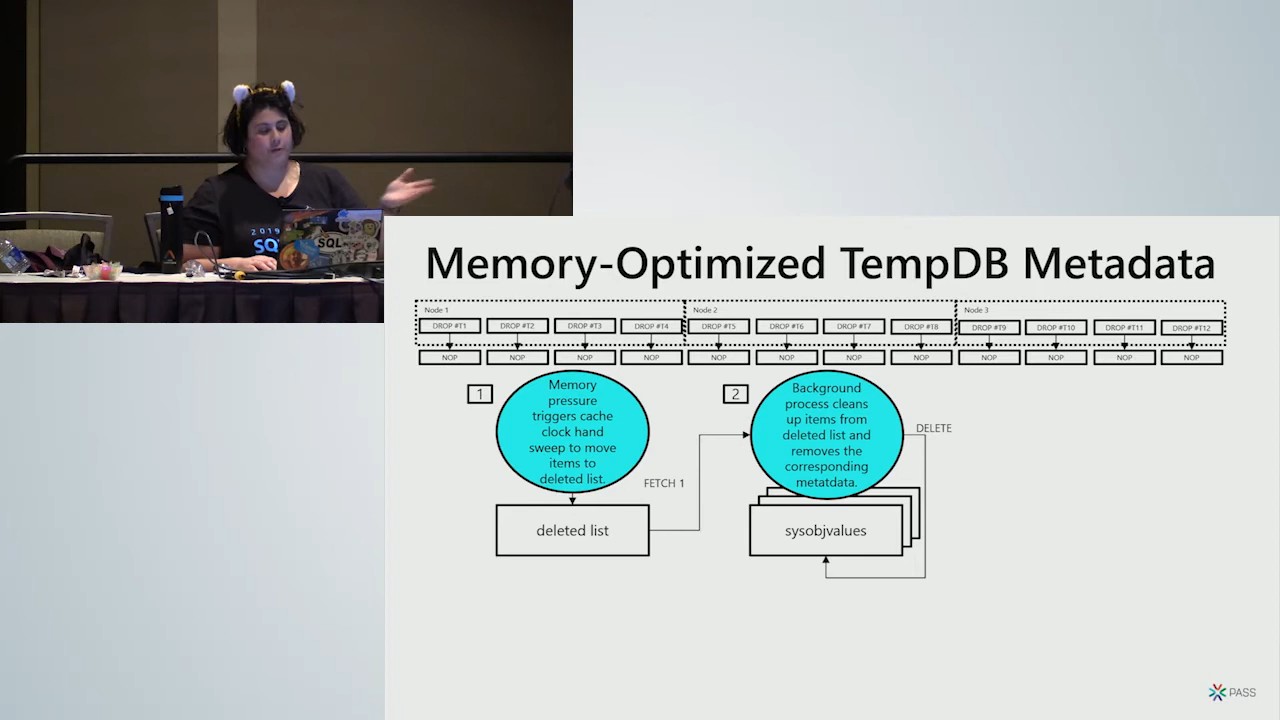 2019
SQ
SQL
Memory-Optimized TempDB Metadata
Node 1
Node 2
Node 3
DROP #T1
DROP #T2
DROP #T3
DROP #T4
DROP #T5
DROP #T6
DROP #T7
DROP #T8
DROP #T9
DROP #T10
DROP #T11
DROP #T12
NOP
NOP
NOP
NOP
NOP
NOP
NOP
NOP
NOP
NOP
NOP
NOP
1
Memory
pressure
triggers cache
clock hand
sweep to move
items to
deleted list.
2
Background
process cleans
up items from
deleted list and
removes the
corresponding
metatdata.
DELETE
FETCH 1
deleted list
sysobjvalues
PASS